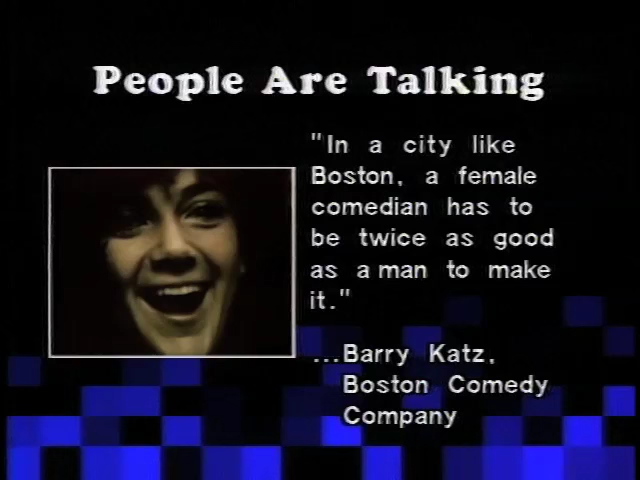 People Are Talking
"In a city like
Boston, a female
comedian has to
be twice as good
as a man to make
it."
...Barry Katz,
Boston Comedy
Company